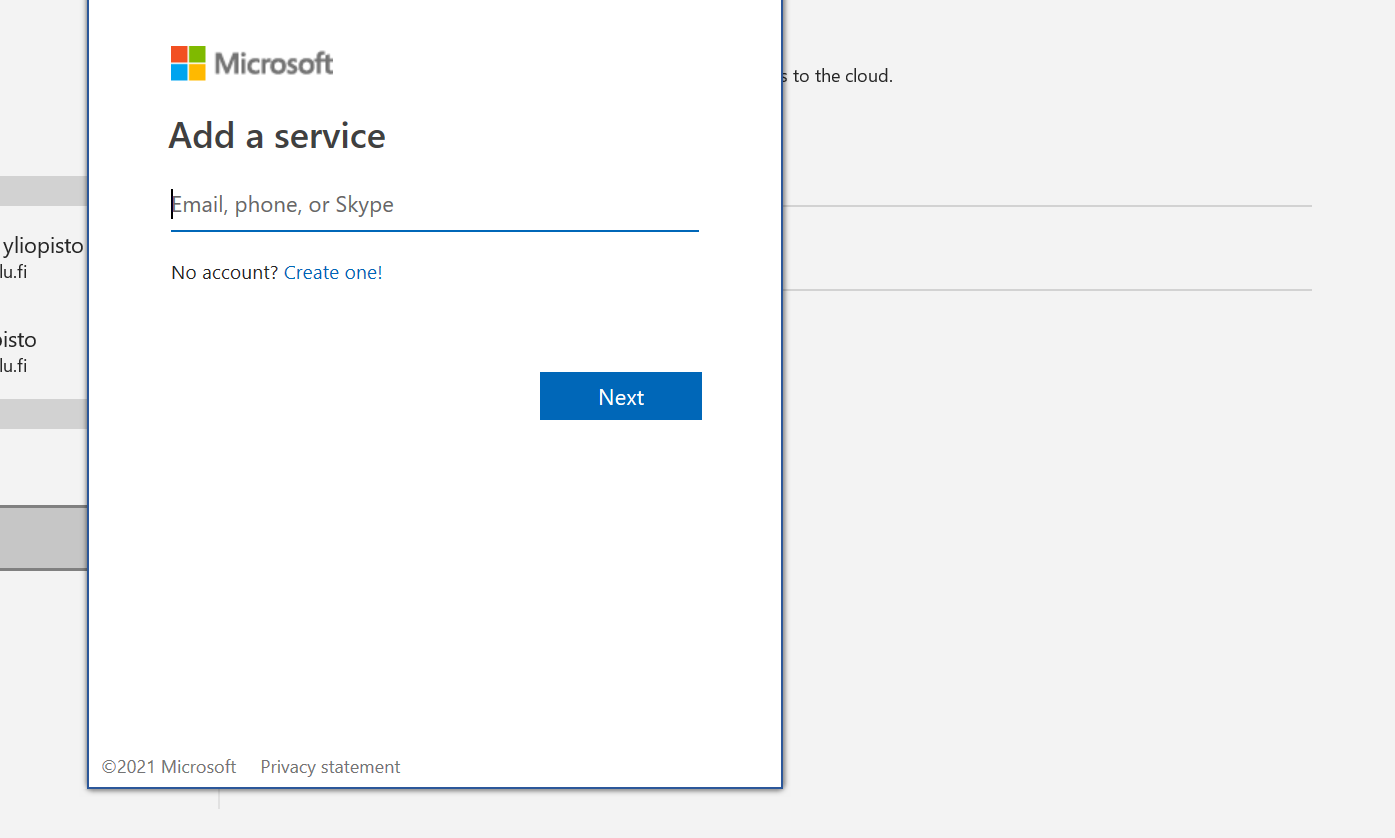 Microsoft
s to the cloud.
Add a service
Email, phone, or Skype
yliopisto
lu.fi
No account? Create one!
pisto
lu.fi
Next
©2021 Microsoft Privacy statement